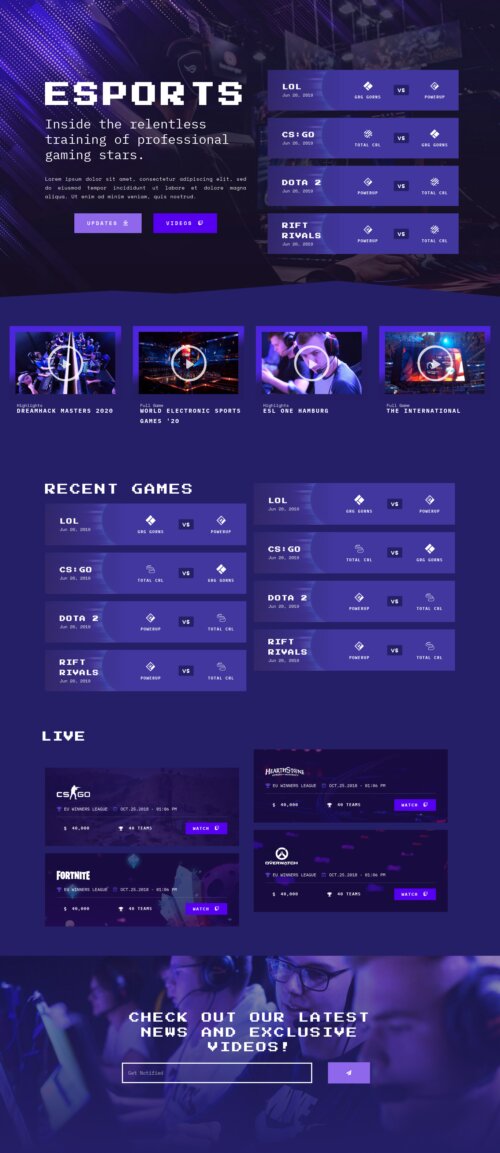 ESPORTS
Inside the relentless
training of professional
gaming stars.
Lorem ipsum dolor sit amet, consectetur adipiscing elit, sed
do eiusmod tempor incididunt ut labore et dolore magna
aliqua. Ut enim ad minim veniam, quis nostrud.
UPDATES
VIDEOS
LOL
Jun 20, 2019
GRG GORNS
VS
POWERUP
CS:GO
Jun 20, 2019
TOTAL CRL
VS
GRG GORNS
DOTA 2
Jun 20, 2019
POWERUP
VS
TOTAL CRL
RIFT
RIVALS
Jun 20, 2019
POWERUP
VS
TOTAL CRL
Highlights
DREAMHACK MASTERS 2020
Full Game
WORLD ELECTRONIC SPORTS
GAMES '20
Highlights
ESL ONE HAMBURG
Full Game
THE INTERNATIONAL
RECENT GAMES
LOL
Jun 20, 2019
GRG GORNS
VS
POWERUP
CS:GO
Jun 20, 2019
TOTAL CRL
VS
GRG GORNS
DOTA 2
Jun 20, 2019
POWERUP
VS
TOTAL CRL
RIFT
RIVALS
Jun 20, 2019
POWERUP
VS
TOTAL CRL
LOL
Jun 20, 2019
GRG GORNS
VS
POWERUP
CS:GO
Jun 20, 2019
TOTAL CRL
VS
GRG GORNS
DOTA 2
Jun 20, 2019
POWERUP
VS
TOTAL CRL
RIFT
RIVALS
Jun 20, 2019
POWERUP
VS
TOTAL CRL
LIVE
CS GO
EU WINNERS LEAGUE OCT.25.2018 - 01:06 PM
$ 40,000 40 TEAMS WATCH
FORTNITE
EU WINNERS LEAGUE OCT.25.2018 - 01:06 PM
$ 40,000 40 TEAMS WATCH
HEARTHSTONE
EU WINNERS LEAGUE OCT.25.2018 - 01:06 PM
$ 40,000 40 TEAMS WATCH
OVERWATCH
EU WINNERS LEAGUE OCT.25.2018 - 01:06 PM
$ 40,000 40 TEAMS WATCH
CHECK OUT OUR LATEST
NEWS AND EXCLUSIVE
VIDEOS!
Get Notified